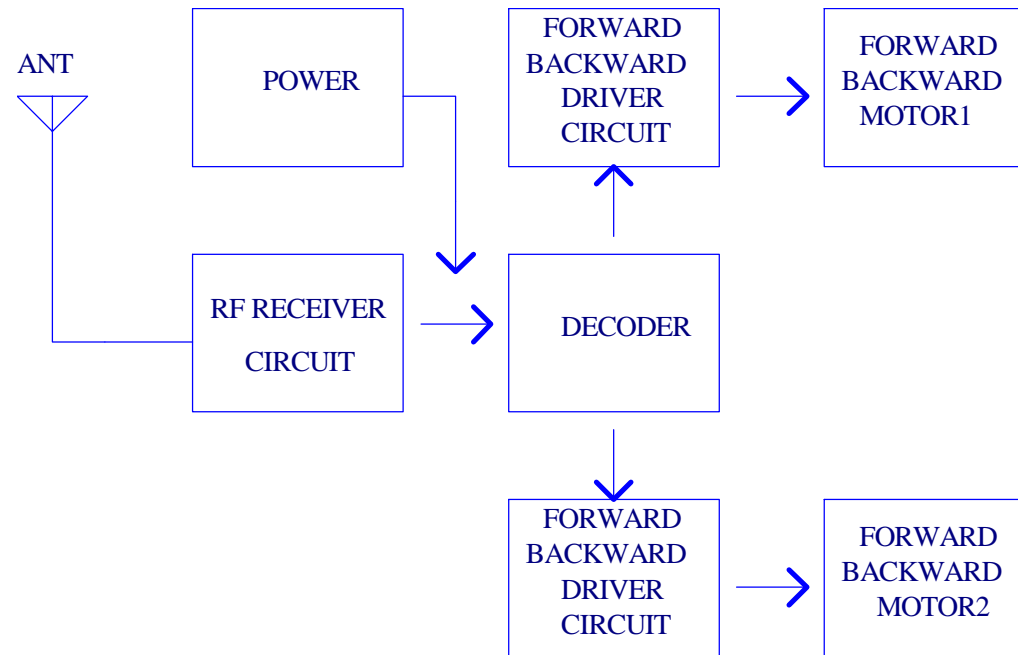 ANT
POWER
FORWARD
BACKWARD
DRIVER
CIRCUIT
FORWARD
BACKWARD
MOTOR1
RF RECEIVER
CIRCUIT
DECODER
FORWARD
BACKWARD
DRIVER
CIRCUIT
FORWARD
BACKWARD
MOTOR2